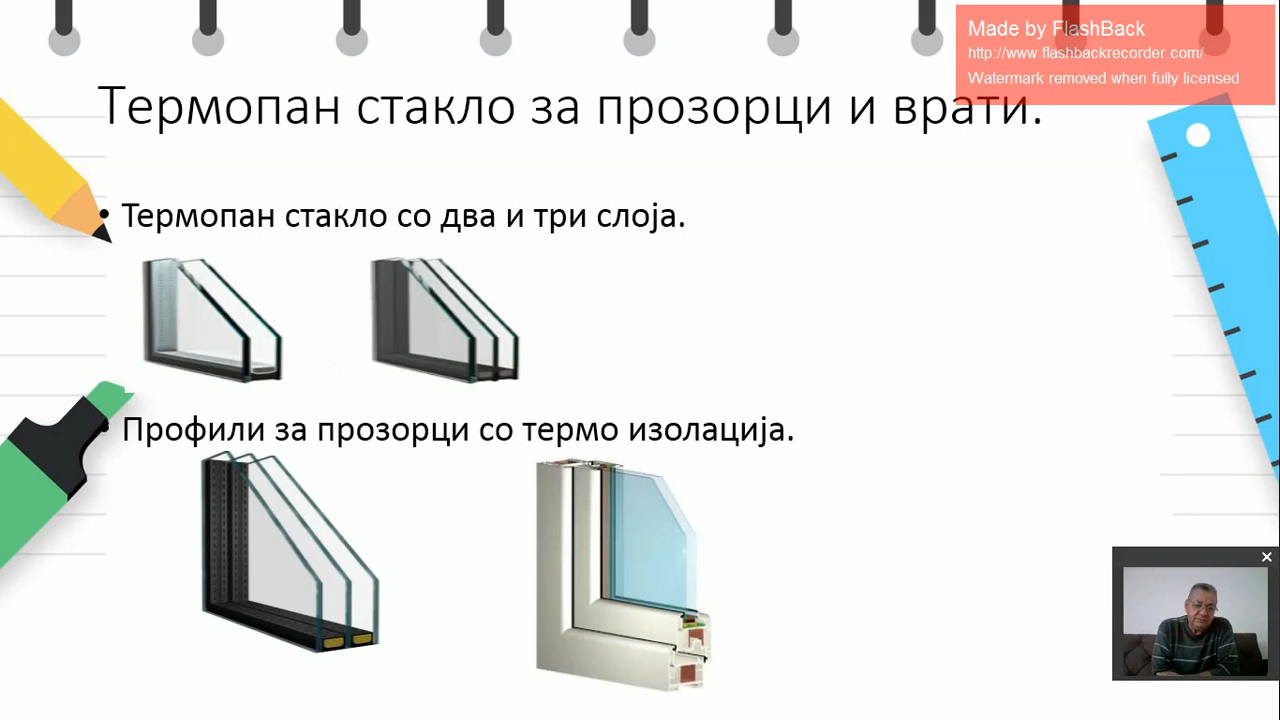 Made by FlashBack
http://www.flashbackrecorder.com/
Watermark removed when fully licensed
Термопан стакло за прозорци и врати.
• Термопан стакло со два и три слоја.
• Профили за прозорци со термо изолација.